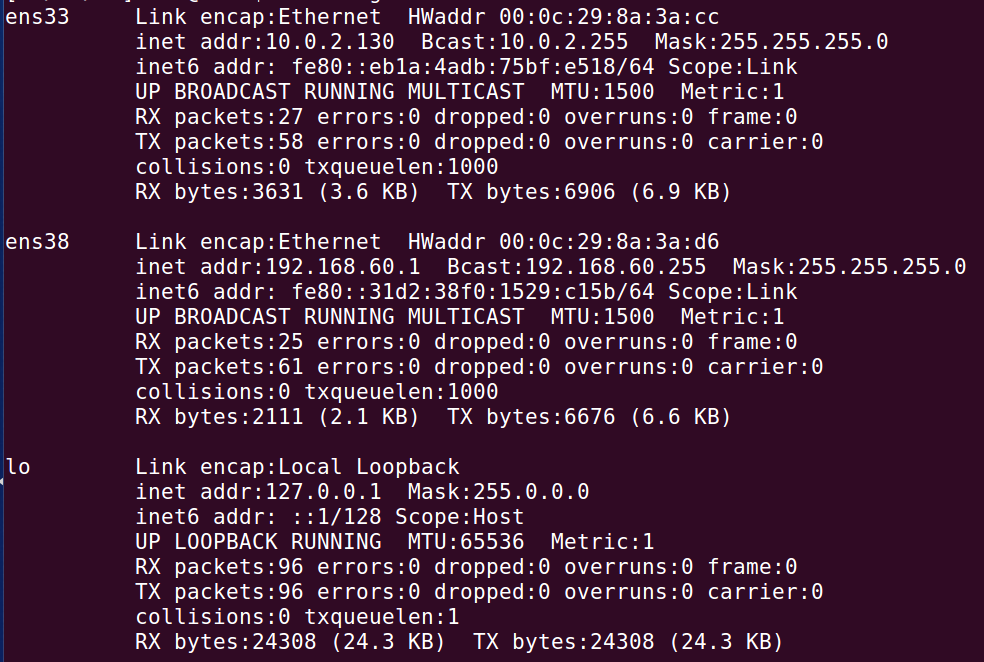 ens33     Link encap:Ethernet  HWaddr 00:0c:29:8a:3a:cc
          inet addr:10.0.2.130  Bcast:10.0.2.255  Mask:255.255.255.0
          inet6 addr: fe80::eb1a:4adb:75bf:e518/64 Scope:Link
          UP BROADCAST RUNNING MULTICAST  MTU:1500  Metric:1
          RX packets:27 errors:0 dropped:0 overruns:0 frame:0
          TX packets:58 errors:0 dropped:0 overruns:0 carrier:0
          collisions:0 txqueuelen:1000
          RX bytes:3631 (3.6 KB)  TX bytes:6906 (6.9 KB)

ens38     Link encap:Ethernet  HWaddr 00:0c:29:8a:3a:d6
          inet addr:192.168.60.1  Bcast:192.168.60.255  Mask:255.255.255.0
          inet6 addr: fe80::31d2:38f0:1529:c15b/64 Scope:Link
          UP BROADCAST RUNNING MULTICAST  MTU:1500  Metric:1
          RX packets:25 errors:0 dropped:0 overruns:0 frame:0
          TX packets:61 errors:0 dropped:0 overruns:0 carrier:0
          collisions:0 txqueuelen:1000
          RX bytes:2111 (2.1 KB)  TX bytes:6676 (6.6 KB)

lo        Link encap:Local Loopback
          inet addr:127.0.0.1  Mask:255.0.0.0
          inet6 addr: ::1/128 Scope:Host
          UP LOOPBACK RUNNING  MTU:65536  Metric:1
          RX packets:96 errors:0 dropped:0 overruns:0 frame:0
          TX packets:96 errors:0 dropped:0 overruns:0 carrier:0
          collisions:0 txqueuelen:1
          RX bytes:24308 (24.3 KB)  TX bytes:24308 (24.3 KB)